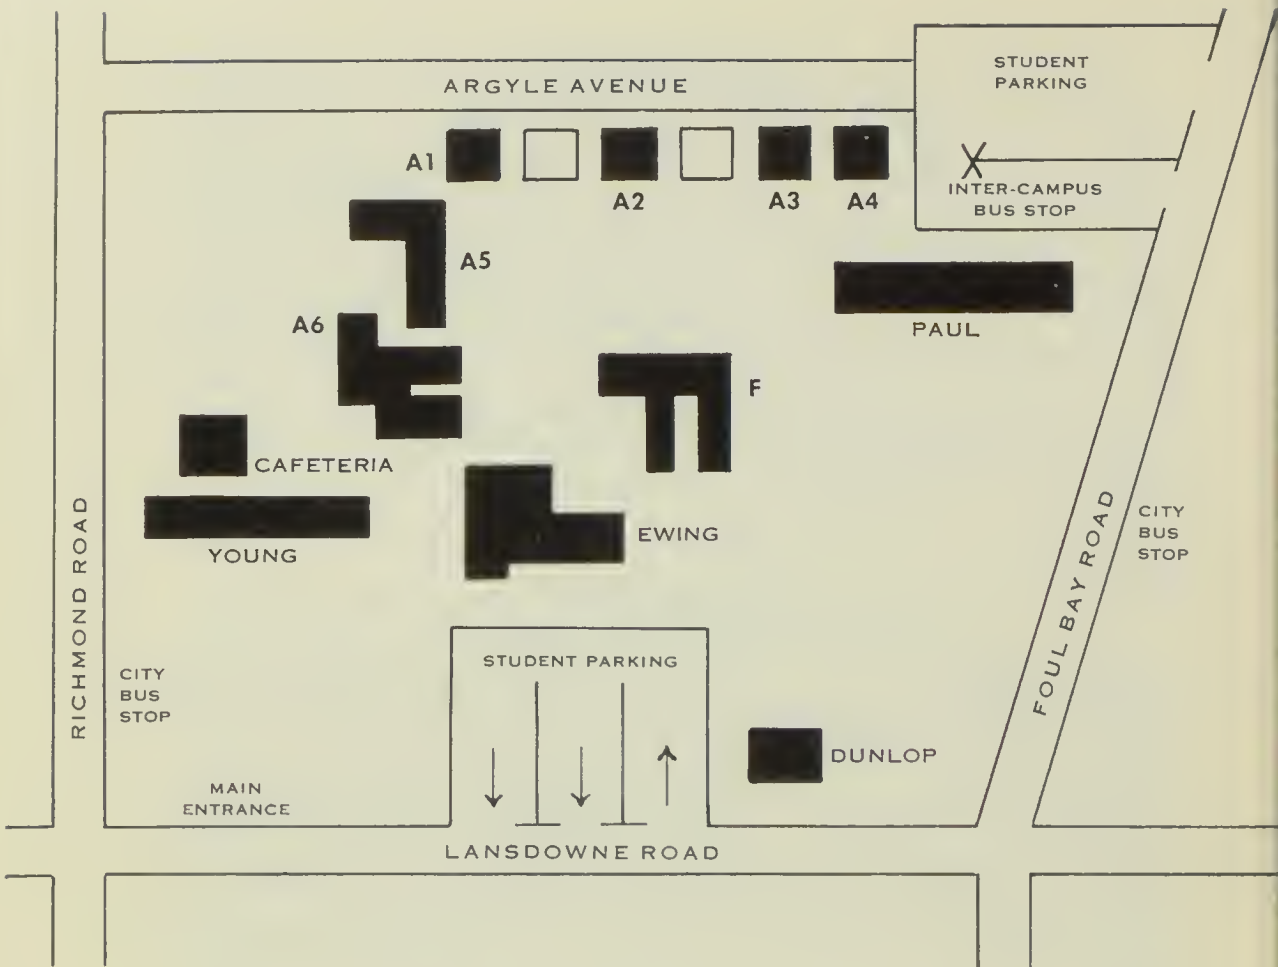 STUDENT
PARKING
ARGYLE AVENUE
A1
INTER-CAMPUS
BUS STOP
A2
A3
A4
A5
A6
PAUL
F
CAFETERIA
YOUNG
EWING
RICHMOND ROAD
CITY
BUS
STOP
FOUL BAY ROAD
STUDENT PARKING
CITY
BUS
STOP
DUNLOP
MAIN
ENTRANCE
LANSDOWNE ROAD